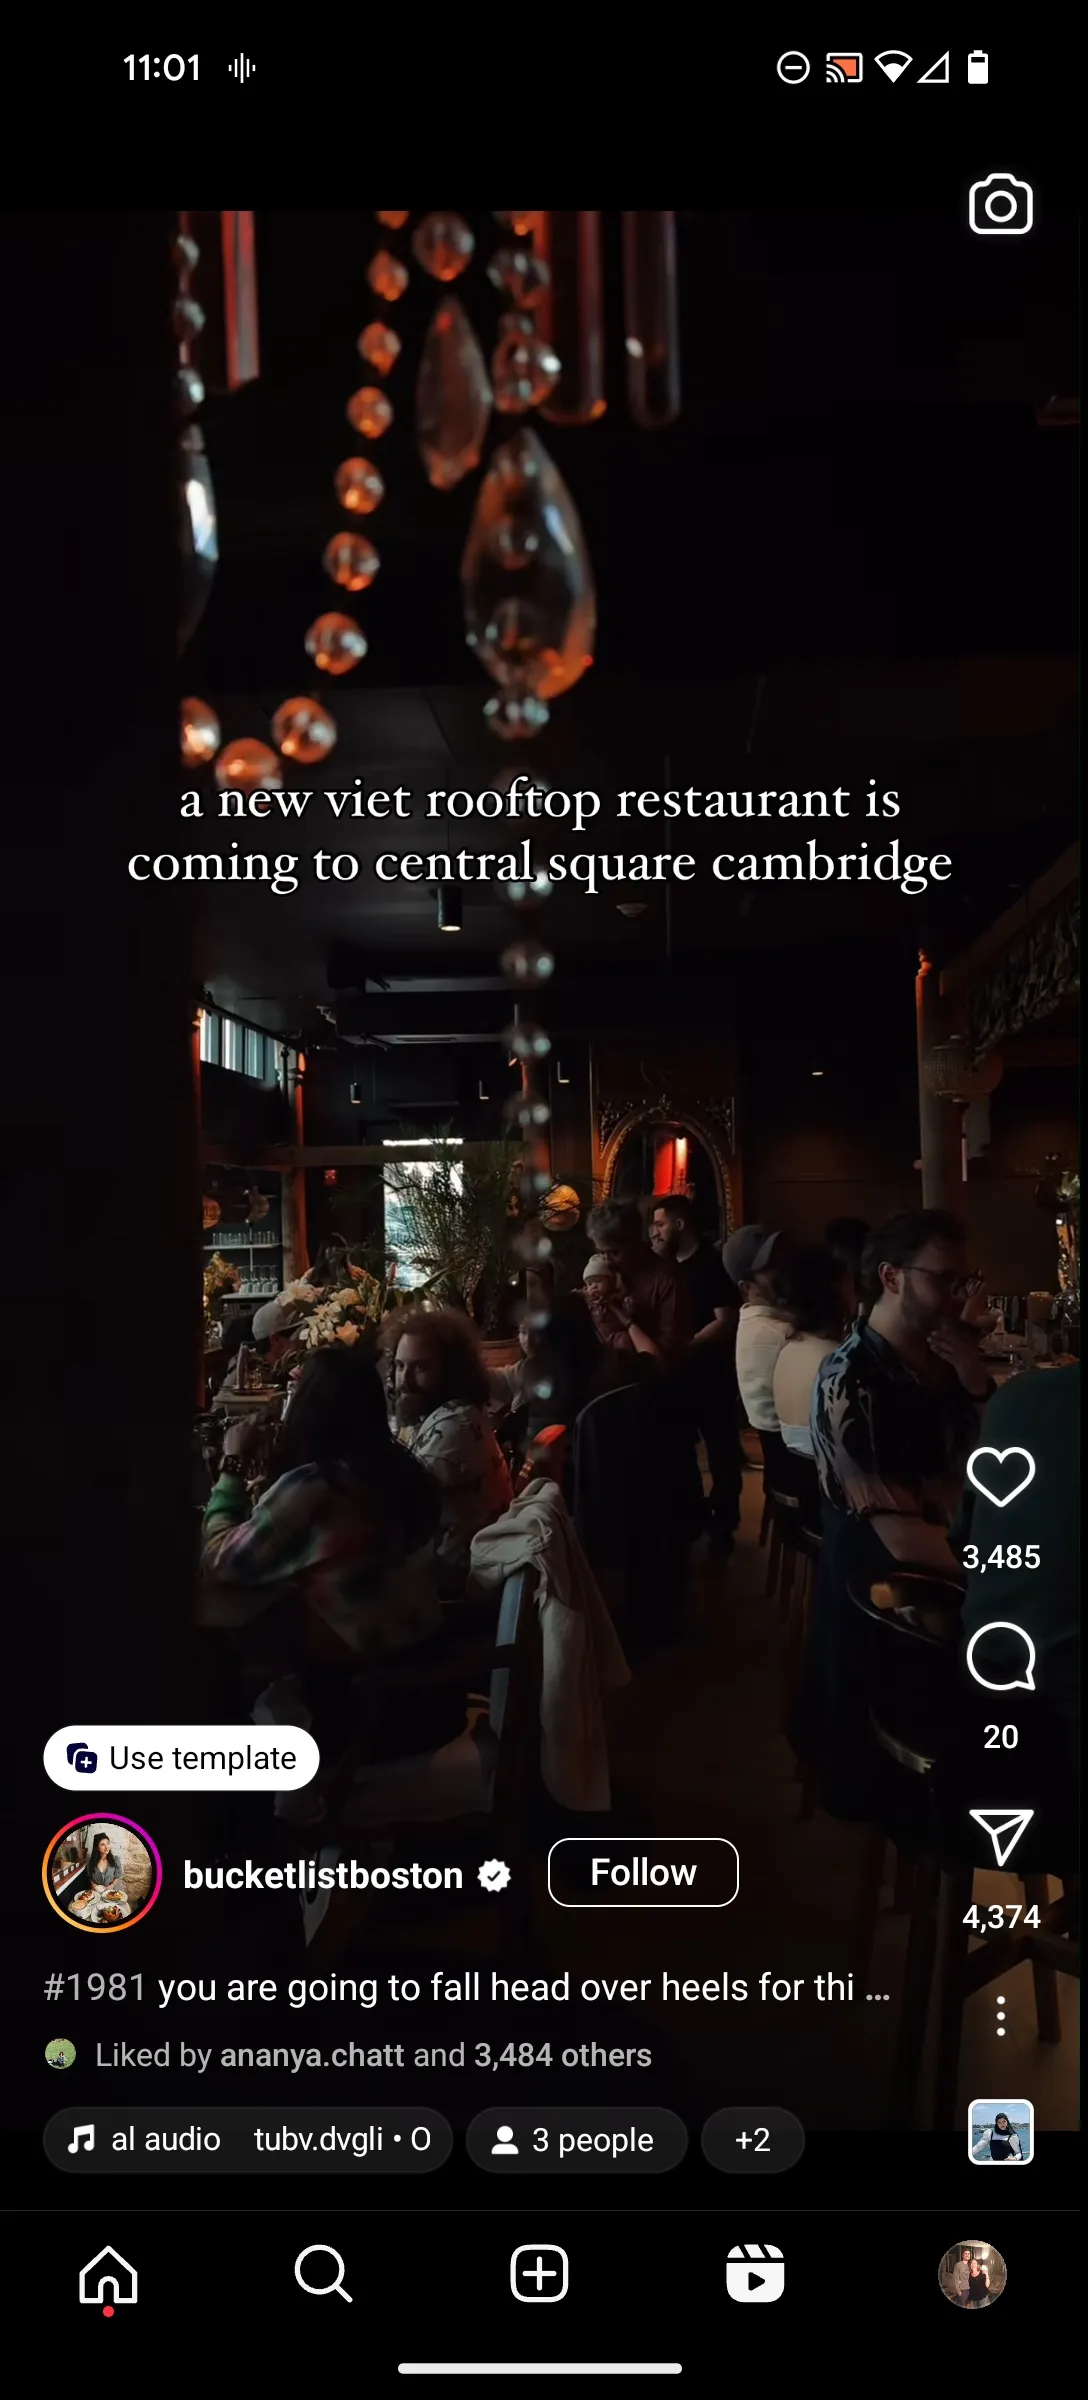 11:01
a new viet rooftop restaurant is
coming to central square cambridge
3,485
20
Use template
bucketlistboston
Follow
4,374
#1981 you are going to fall head over heels for thi ...
Liked by ananya.chatt and 3,484 others
al audio tubv.dvgli • O
3 people
+2